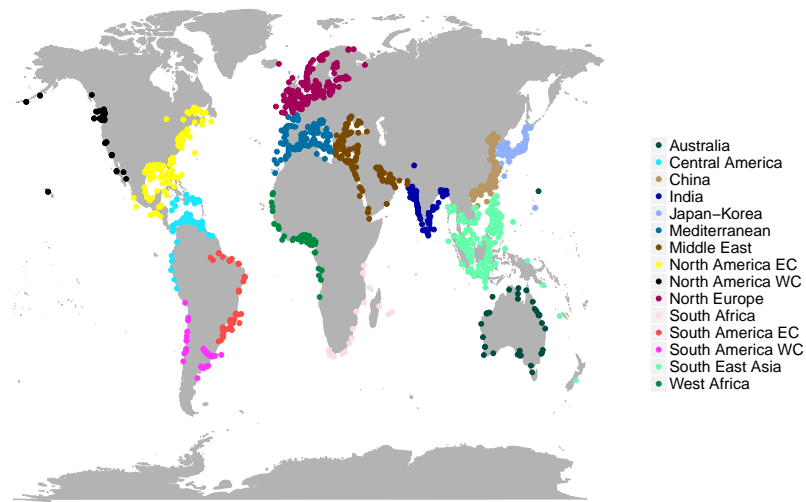 Australia
Central America
China
India
Japan−Korea
Mediterranean
Middle East
North America EC
North America WC
North Europe
South Africa
South America EC
South America WC
South East Asia
West Africa